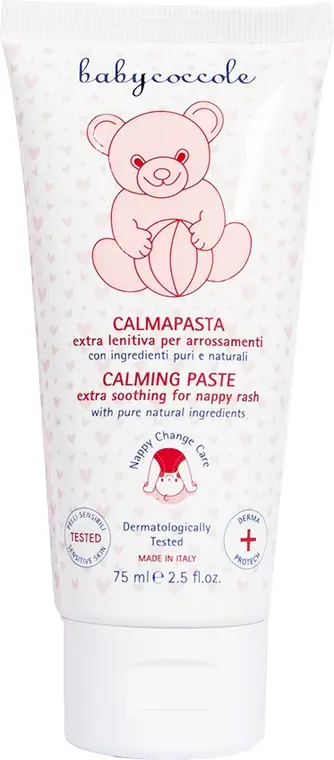 babycoccole
CALMAPASTA
extra lenitiva per arrossamenti
con ingredienti puri e naturali
CALMING PASTE
extra soothing for nappy rash
with pure natural ingredients
Nappy Change Care
PELLI SENSIBILI
TESTED
SENSITIVE SKIN
Dermatologically
Tested
DERMA
+
PROTECH
MADE IN ITALY
75 ml e 2.5 fl.oz.